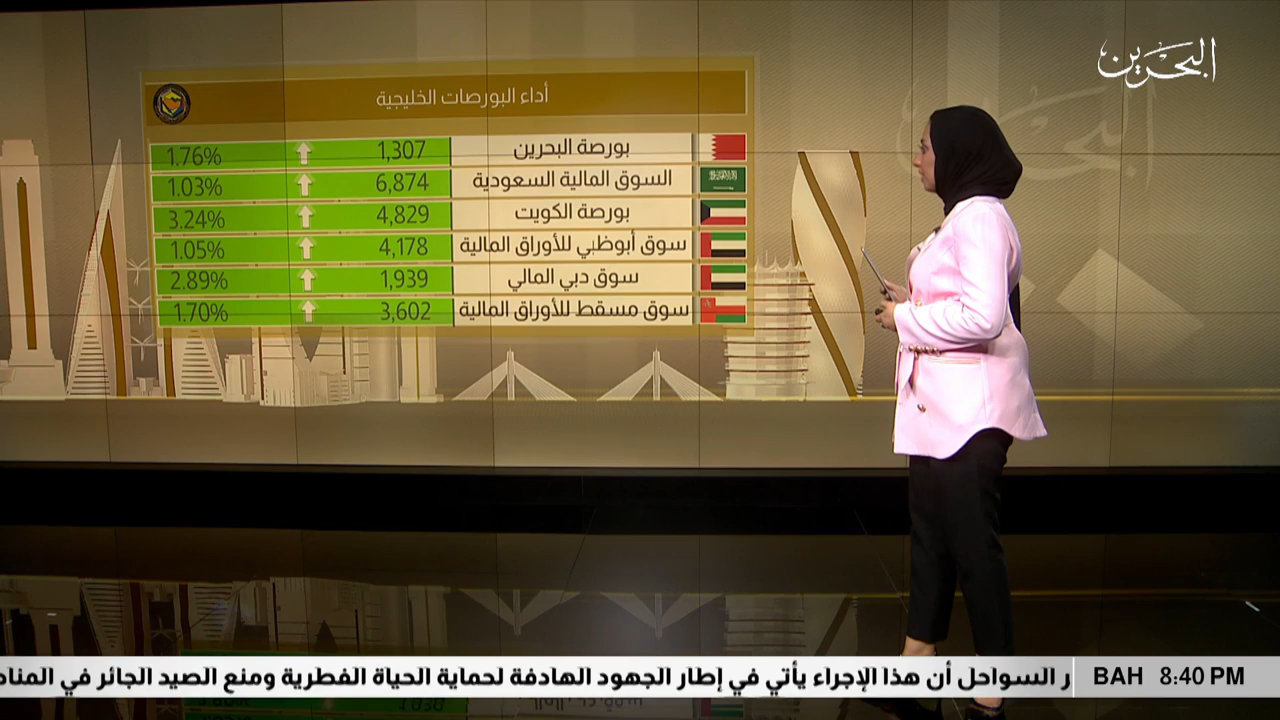 البحرين
أداء البورصات الخليجية
بورصة البحرين 1,307 1.76%
السوق المالية السعودية 6,874 1.03%
بورصة الكويت 4,829 3.24%
سوق أبوظبي للأوراق المالية 4,178 1.05%
سوق دبي المالي 1,939 2.89%
سوق مسقط للأوراق المالية 3,602 1.70%
السواحل أن هذا الإجراء يأتي في إطار الجهود الهادفة لحماية الحياة الفطرية ومنع الصيد الجائر في
BAH 8:40 PM